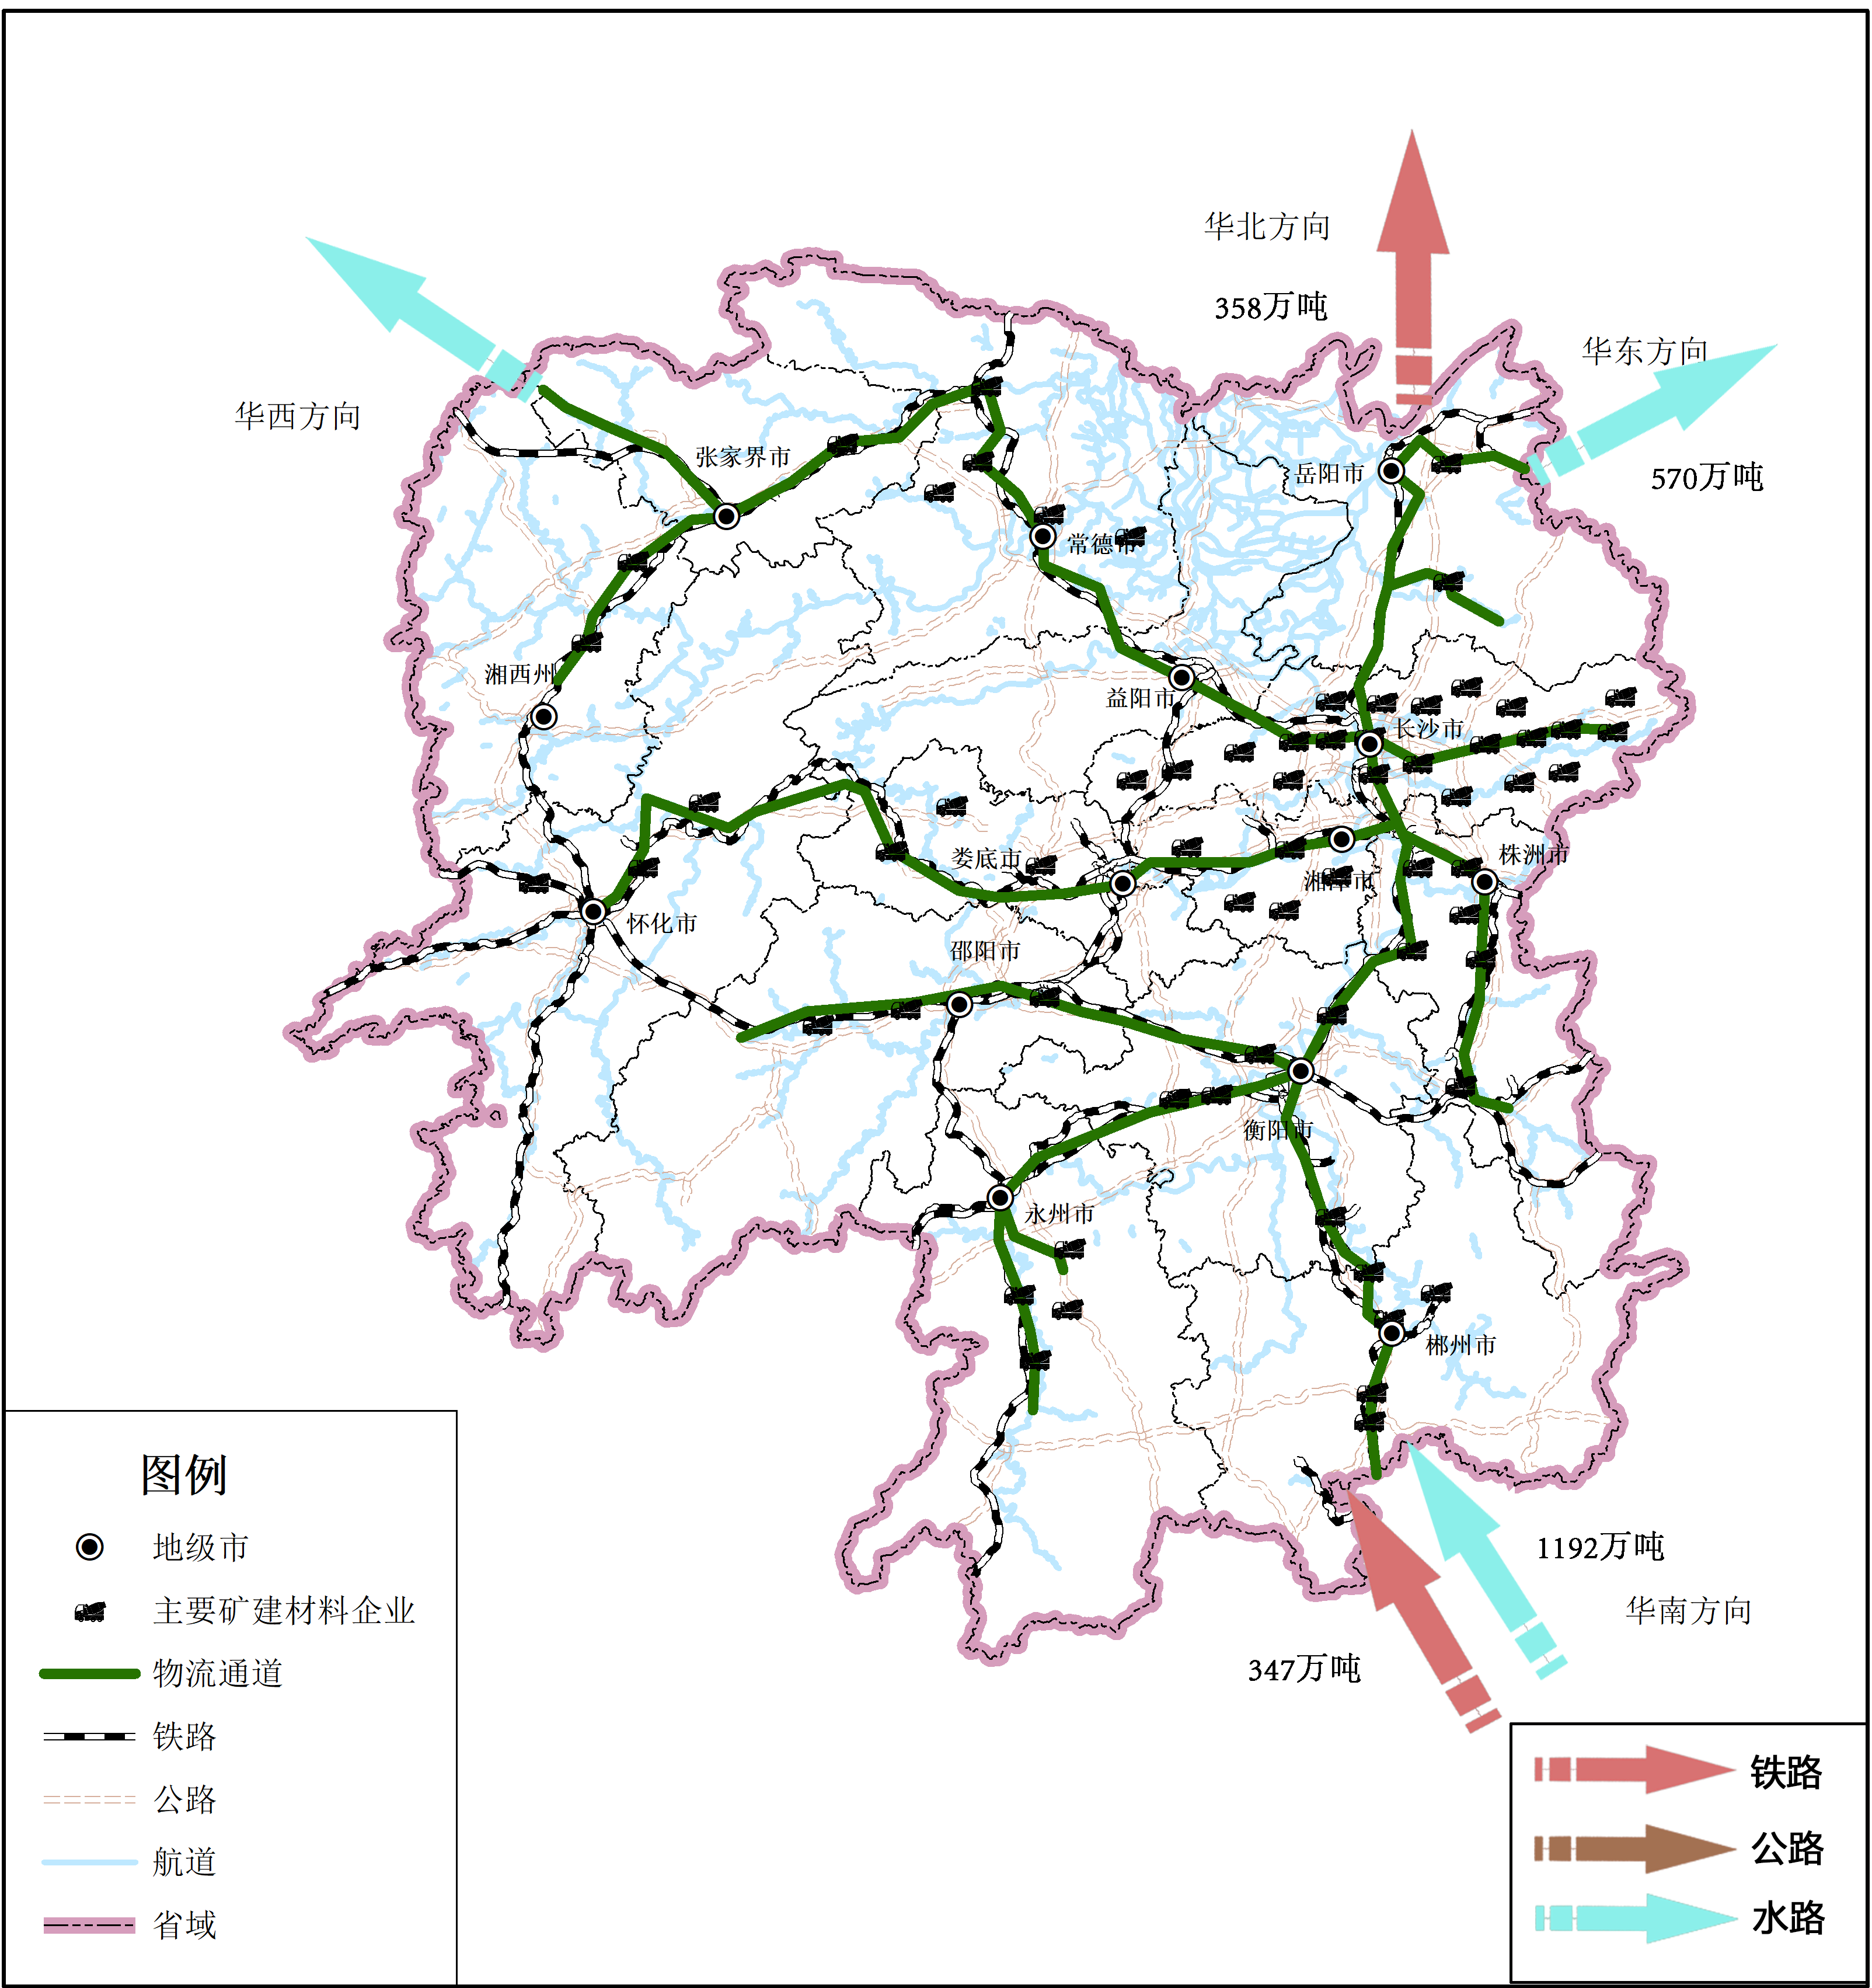 华北方向
358万吨
华东方向
华西方向
张家界市
岳阳市
570万吨
常德市
湘西州
益阳市
长沙市
娄底市
株洲市
湘潭市
怀化市
邵阳市
衡阳市
永州市
郴州市
1192万吨
华南方向
347万吨
图例
地级市
主要矿建材料企业
物流通道
铁路
公路
航道
省域
铁路
公路
水路